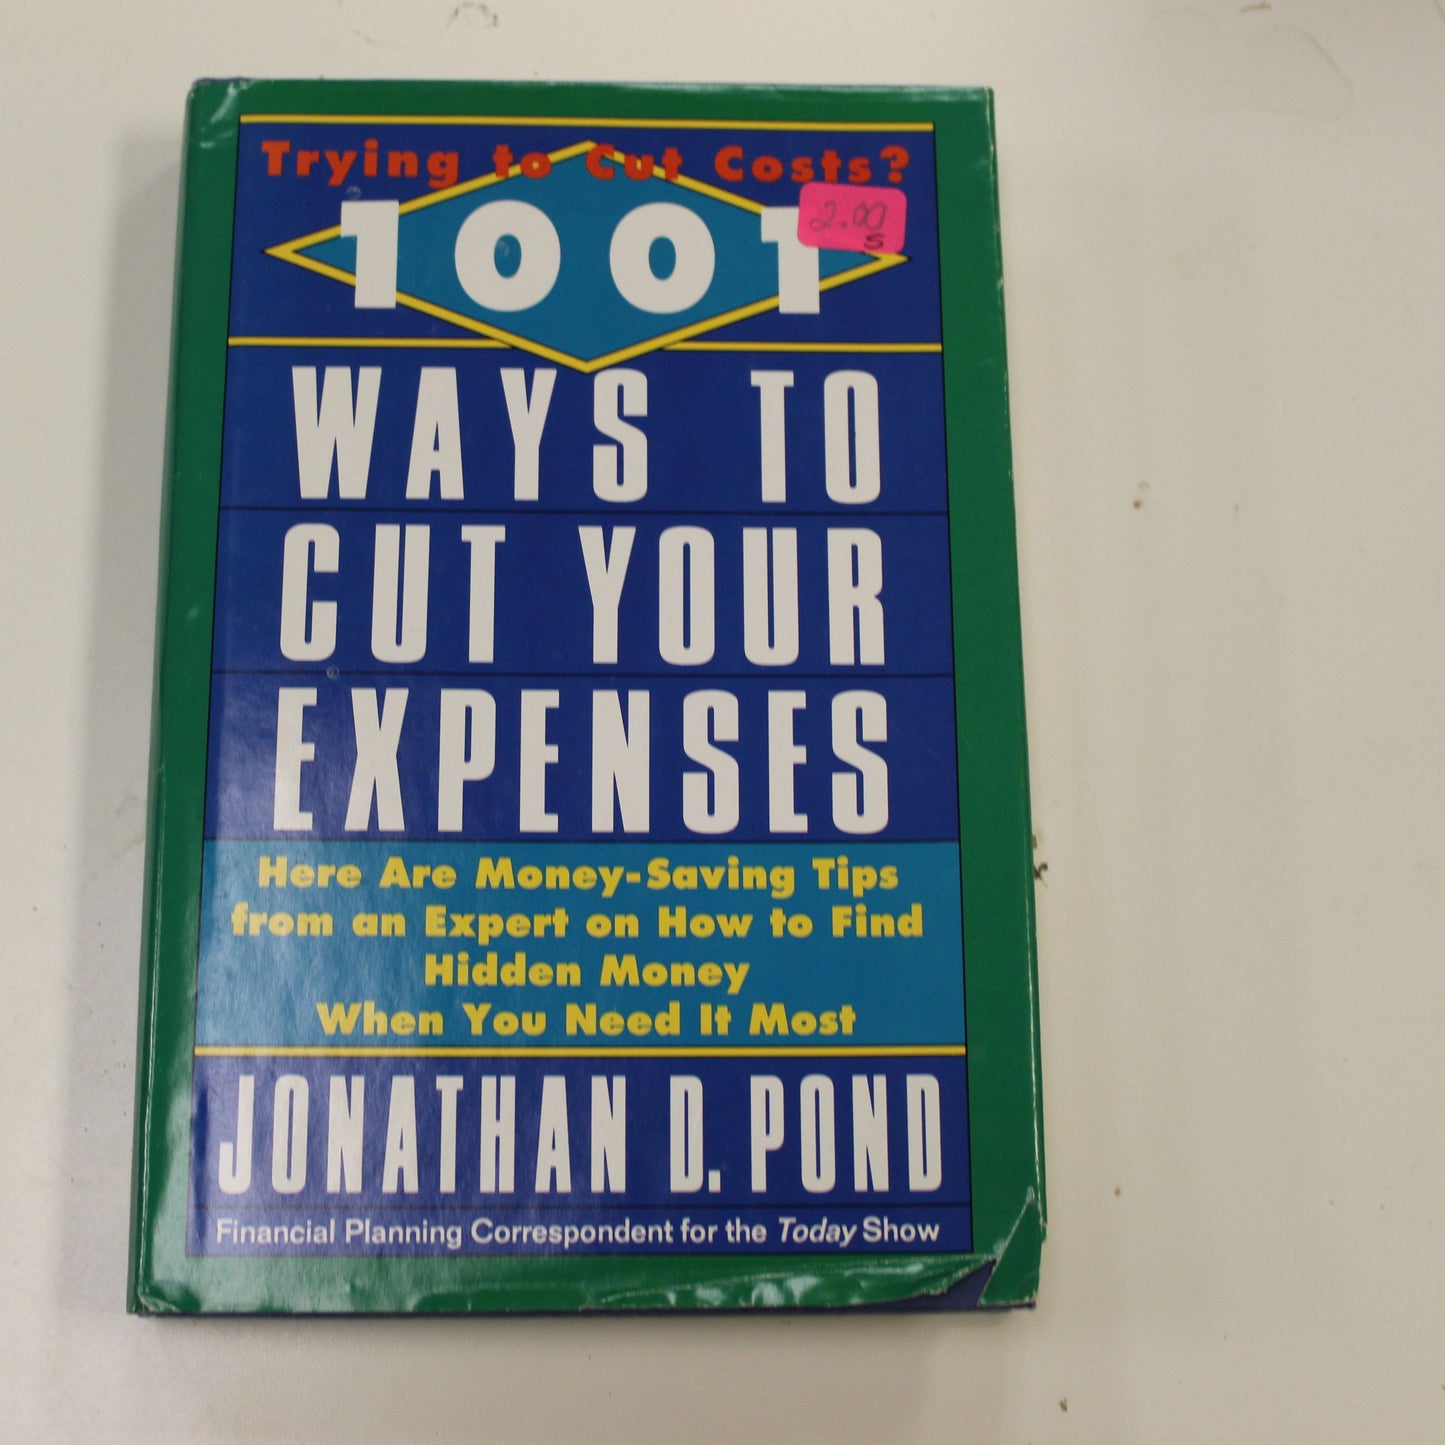 Trying to Cut Costs?
1001
2.00
S
WAYS TO
CUT YOUR
EXPENSES
Here Are Money-Saving Tips
from an Expert on How to Find
Hidden Money
When You Need It Most
JONATHAN D. POND
Financial Planning Correspondent for the Today Show